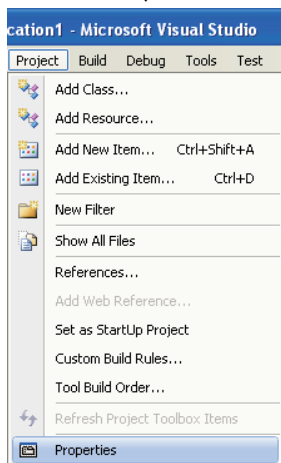 cation1 - Microsoft Visual Studio
Project Build Debug Tools Test
Add Class...
Add Resource...
Add New Item... Ctrl+Shift+A
Add Existing Item... Ctrl+D
New Filter
Show All Files
References...
Add Web Reference...
Set as StartUp Project
Custom Build Rules...
Tool Build Order...
Refresh Project Toolbox Items
Properties